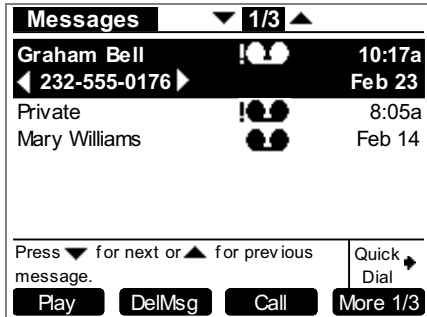 Messages ▼ 1/3 ▲
Graham Bell ! 10:17a
◀ 232-555-0176 ▶ Feb 23
Private ! 8:05a
Mary Williams Feb 14
Press ▼ for next or ▲ for previous
message.
Quick
Dial
Play DelMsg Call More 1/3